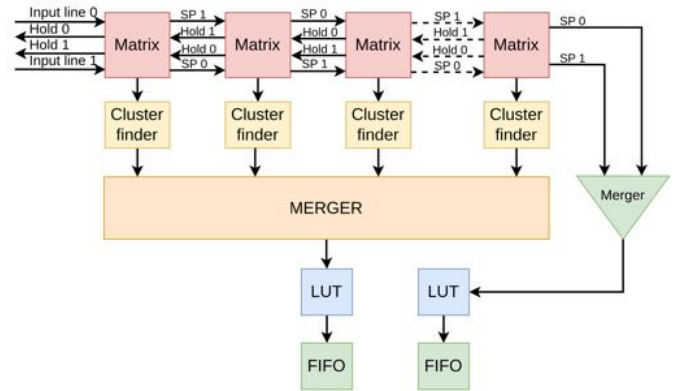 Input line 0
Hold 0
Hold 1
Input line 1
Matrix
SP 1
Hold 1
Hold 0
SP 0
Matrix
SP 0
Hold 0
Hold 1
SP 1
Matrix
SP 1
Hold 1
Hold 0
SP 0
Matrix
SP 0
SP 1
Cluster
finder
Cluster
finder
Cluster
finder
Cluster
finder
MERGER
Merger
LUT
LUT
FIFO
FIFO